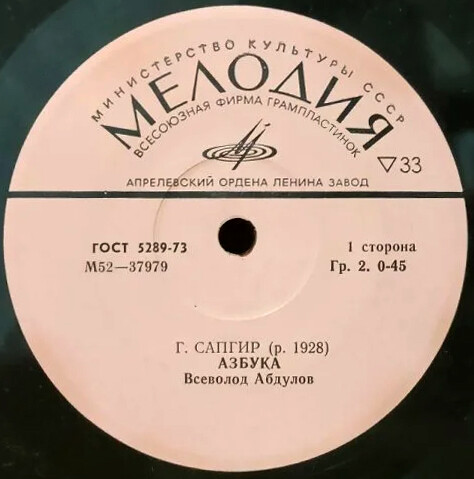 МИНИСТЕРСТВО КУЛЬТУРЫ СССР
МЕЛОДИЯ
ВСЕСОЮЗНАЯ ФИРМА ГРАМПЛАСТИНОК
▽33
АПРЕЛЕВСКИЙ ОРДЕНА ЛЕНИНА ЗАВОД
ГОСТ 5289-73
1 сторона
М52—37979
Гр. 2. 0-45
Г. САПГИР (р. 1928)
АЗБУКА
Всеволод Абдулов